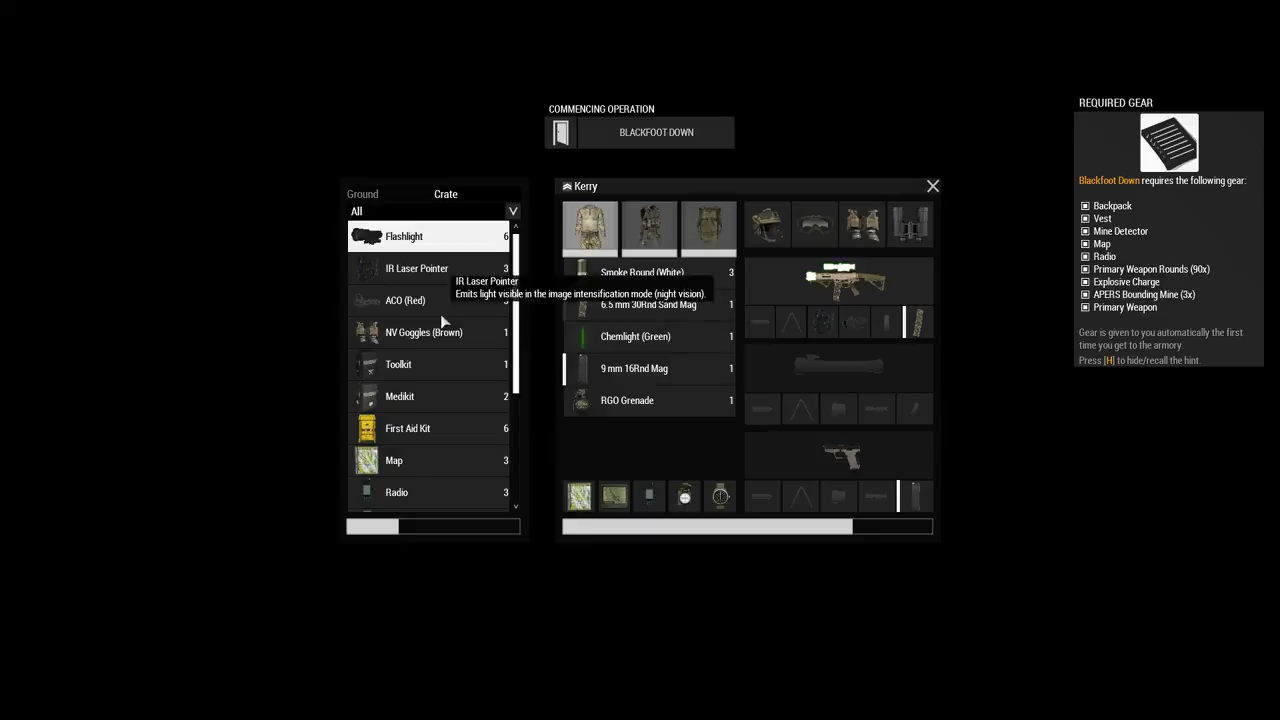 COMMENCING OPERATION
BLACKFOOT DOWN
REQUIRED GEAR
Blackfoot Down requires the following gear:
Backpack
Vest
Mine Detector
Map
Radio
Primary Weapon Rounds (90x)
Explosive Charge
APERS Bounding Mine (3x)
Primary Weapon
Gear is given to you automatically the first
time you get to the armory.
Press [H] to hide/recall the hint.
Ground Crate
All
Flashlight 6
IR Laser Pointer 3
ACO (Red)
NV Goggles (Brown) 1
Toolkit 1
Medikit 2
First Aid Kit 6
Map 3
Radio 3
IR Laser Pointer
Emits light visible in the image intensification mode (night vision).
Kerry
Smoke Round (White) 3
6.5 mm 30Rnd Sand Mag 1
Chemlight (Green) 1
9 mm 16Rnd Mag 1
RGO Grenade 1